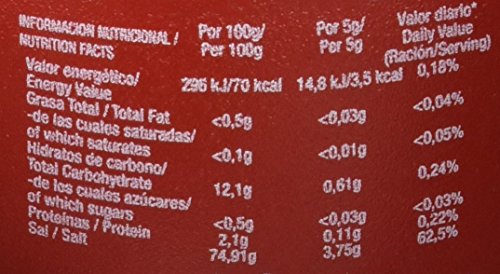 INFORMACION NUTRICIONAL / Por 100g/ Por 5g/ Valor diario*
NUTRITION FACTS Per 100g Per 5g Daily Value
(Ración/Serving)
Valor energético/ 296 kJ/70 kcal 14,8 kJ/3,5 kcal 0,18%
Energy Value
Grasa Total / Total Fat <0,5g <0,03g <0,04%
-de las cuales saturadas/
of which saturates <0,1g <0,01g <0,05%
Hidratos de carbono/
Total Carbohydrate 12,1g 0,61g 0,24%
-de los cuales azúcares/
of which sugars <0,5g <0,03g <0,03%
Proteinas / Protein 2,1g 0,11g 0,22%
Sal / Salt 74,91g 3,75g 62,5%